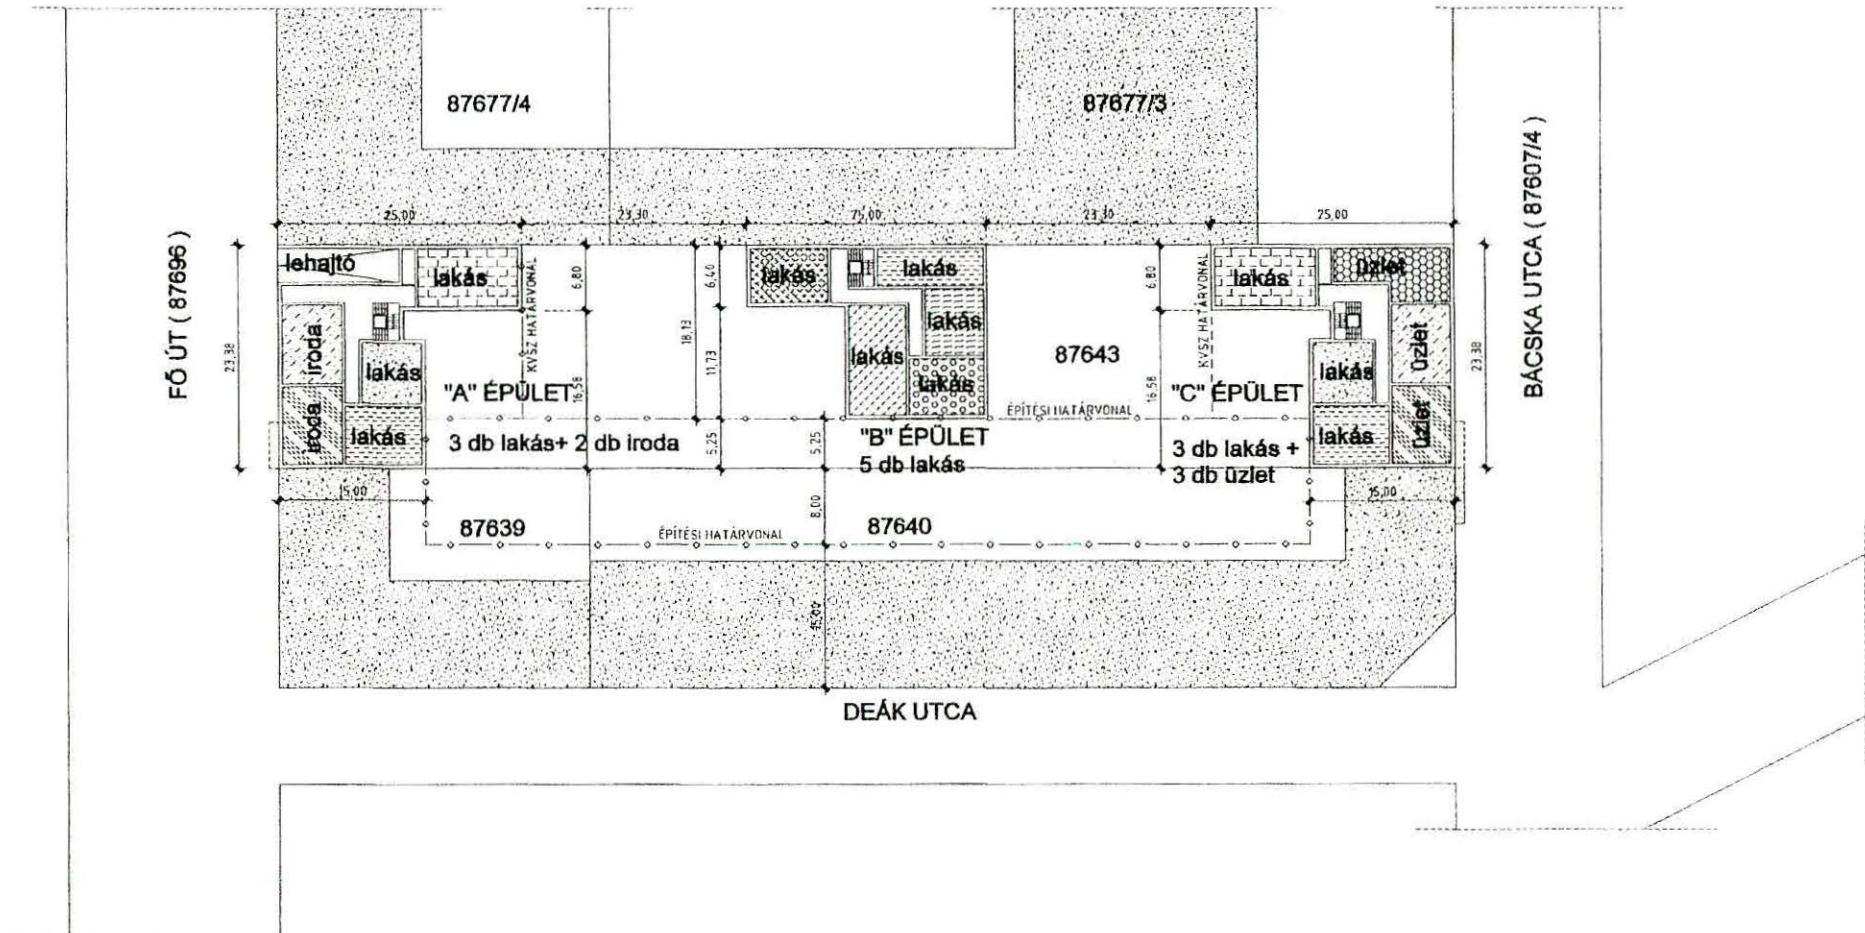 87677/4
87677/3
FŐ ÚT ( 87696 )
BÁCSKA UTCA ( 87607/4 )
25,00
23,30
25,00
23,30
25,00
lehajtó
lakás
lakás
lakás
lakás
üzlet
iroda
lakás
iroda
lakás
lakás
lakás
lakás
lakás
üzlet
lakás
üzlet
23,38
6,80
16,58
18,13
6,40
11,73
5,25
5,25
6,80
16,58
23,38
KVSZ HATÁRVONAL
KVSZ HATÁRVONAL
87643
"A" ÉPÜLET
3 db lakás+ 2 db iroda
"B" ÉPÜLET
5 db lakás
"C" ÉPÜLET
3 db lakás +
3 db üzlet
ÉPÍTÉSI HATÁRVONAL
15,00
15,00
8,00
87639
ÉPÍTÉSI HATÁRVONAL
87640
15,00
DEÁK UTCA